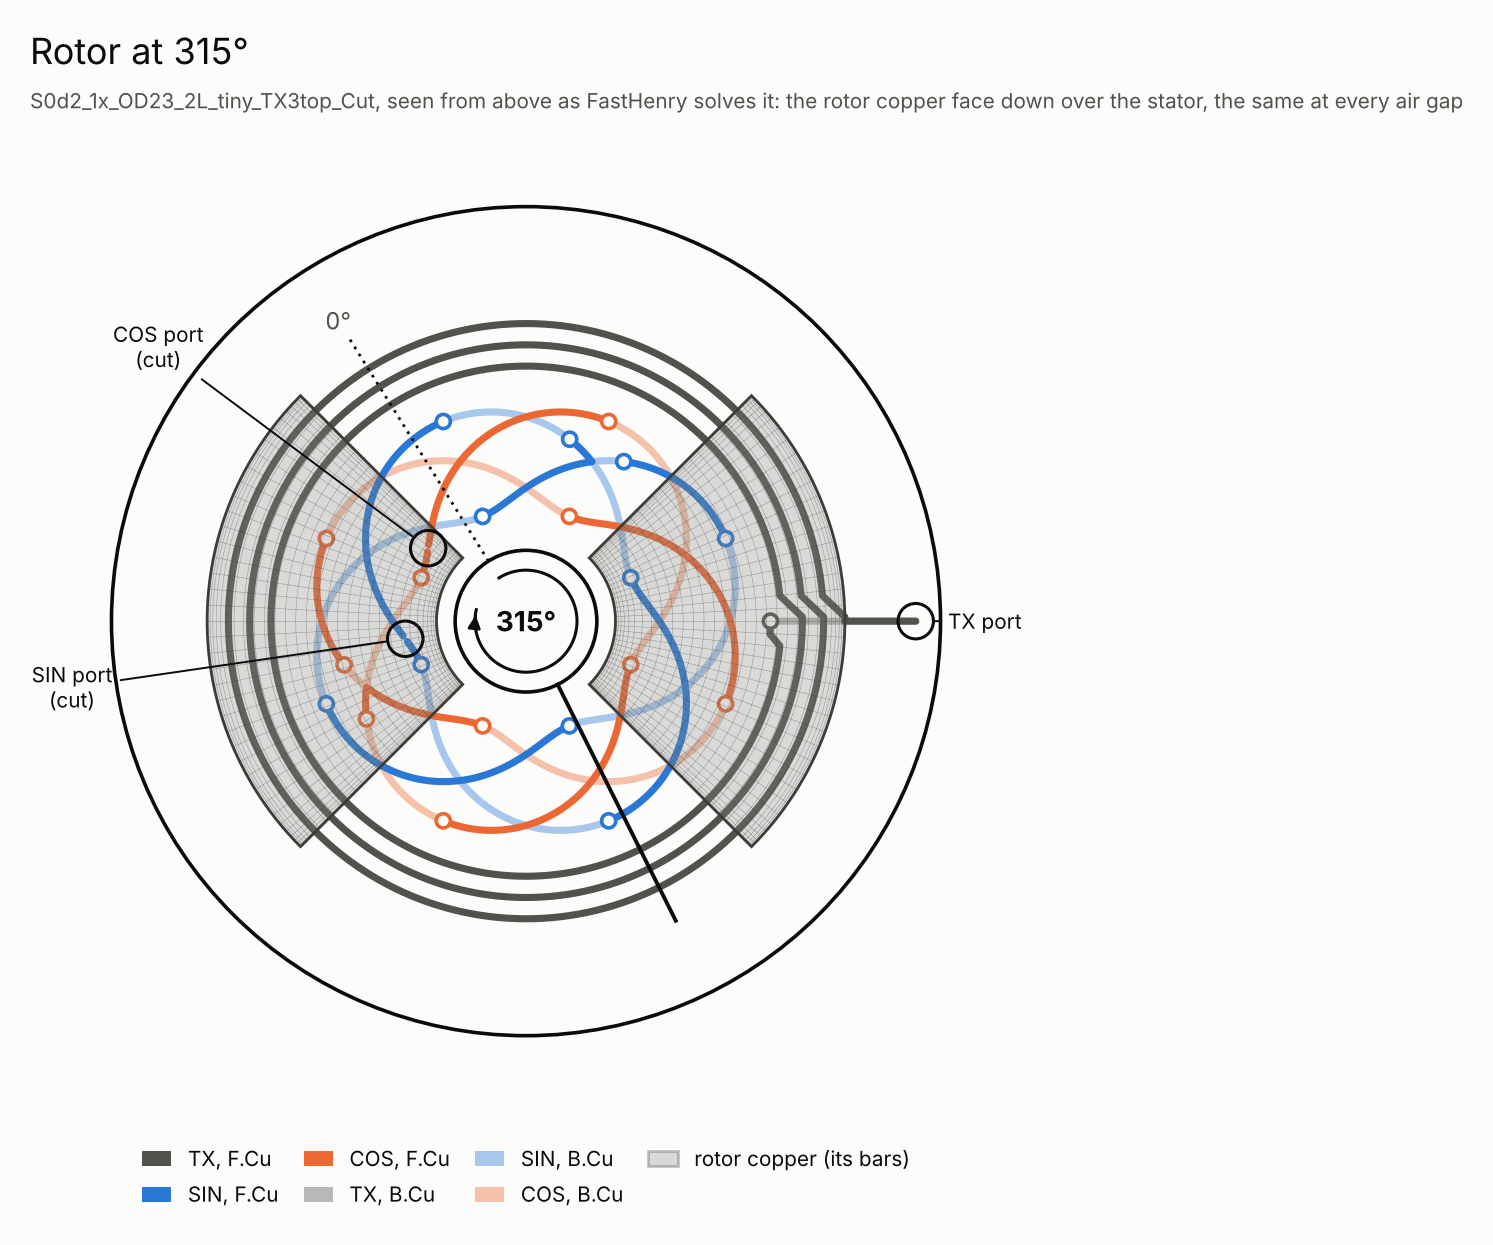 Rotor at 315°
S0d2_1x_OD23_2L_tiny_TX3top_Cut, seen from above as FastHenry solves it: the rotor copper face down over the stator, the same at every air gap
0°
COS port
(cut)
315°
TX port
SIN port
(cut)
TX, F.Cu
COS, F.Cu
SIN, B.Cu
rotor copper (its bars)
SIN, F.Cu
TX, B.Cu
COS, B.Cu